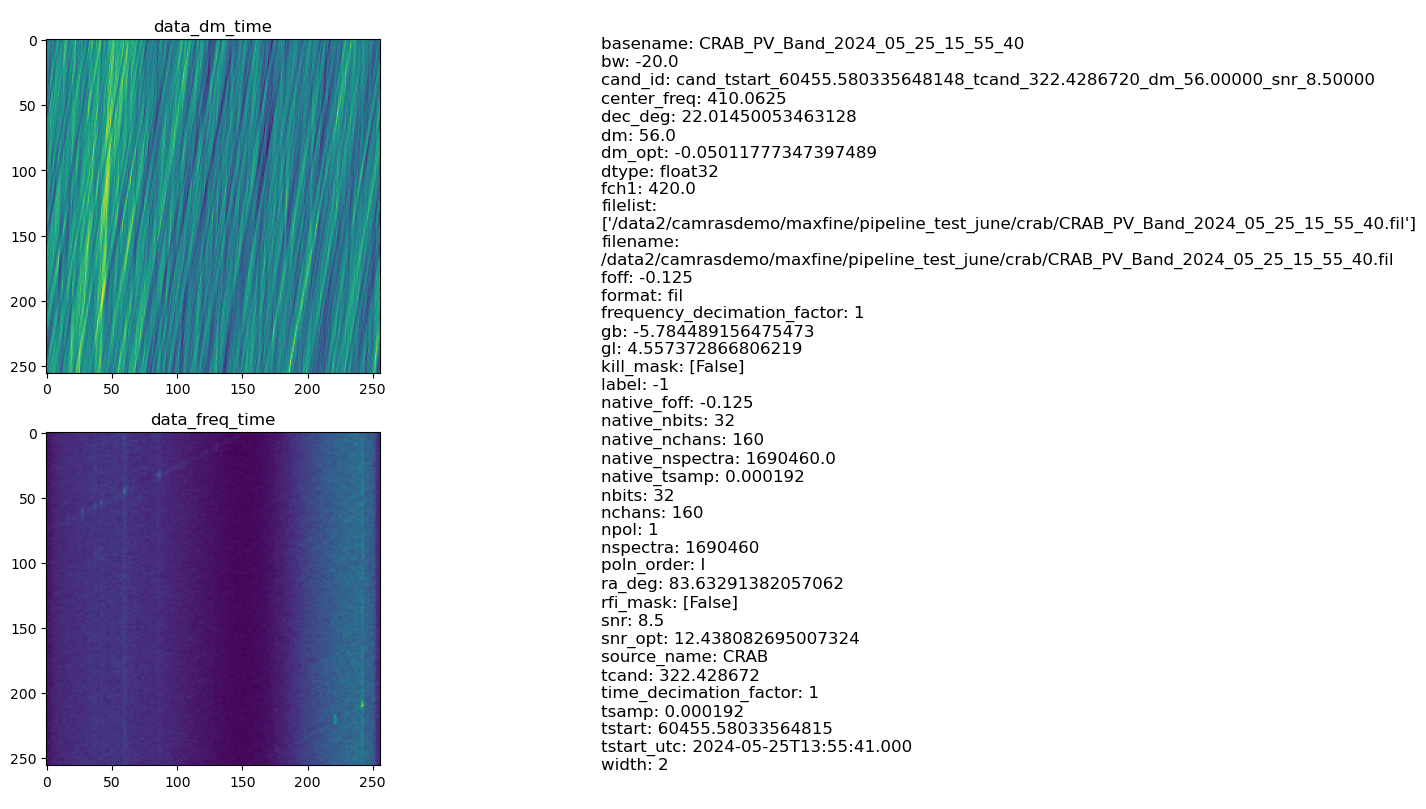 data_dm_time
0
50
100
150
200
250
0 50 100 150 200 250
data_freq_time
0
50
100
150
200
250
0 50 100 150 200 250
basename: CRAB_PV_Band_2024_05_25_15_55_40
bw: -20.0
cand_id: cand_tstart_60455.580335648148_tcand_322.4286720_dm_56.00000_snr_8.50000
center_freq: 410.0625
dec_deg: 22.01450053463128
dm: 56.0
dm_opt: -0.05011777347397489
dtype: float32
fch1: 420.0
filelist:
['/data2/camrasdemo/maxfine/pipeline_test_june/crab/CRAB_PV_Band_2024_05_25_15_55_40.fil']
filename:
/data2/camrasdemo/maxfine/pipeline_test_june/crab/CRAB_PV_Band_2024_05_25_15_55_40.fil
foff: -0.125
format: fil
frequency_decimation_factor: 1
gb: -5.784489156475473
gl: 4.557372866806219
kill_mask: [False]
label: -1
native_foff: -0.125
native_nbits: 32
native_nchans: 160
native_nspectra: 1690460.0
native_tsamp: 0.000192
nbits: 32
nchans: 160
npol: 1
nspectra: 1690460
poln_order: I
ra_deg: 83.63291382057062
rfi_mask: [False]
snr: 8.5
snr_opt: 12.438082695007324
source_name: CRAB
tcand: 322.428672
time_decimation_factor: 1
tsamp: 0.000192
tstart: 60455.58033564815
tstart_utc: 2024-05-25T13:55:41.000
width: 2